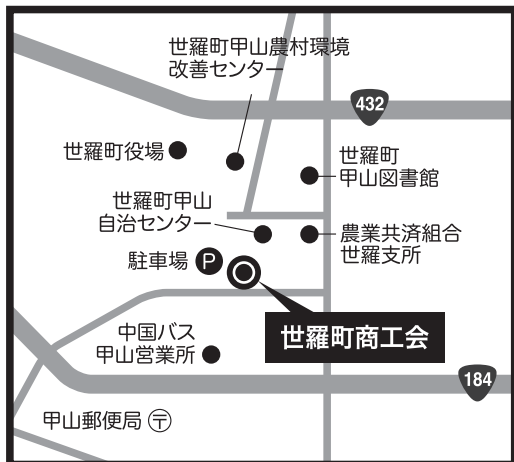 世羅町甲山農村環境
改善センター
432
世羅町役場
世羅町
甲山図書館
世羅町甲山
自治センター
農業共済組合
世羅支所
駐車場 P
世羅町商工会
中国バス
甲山営業所
184
甲山郵便局 〒